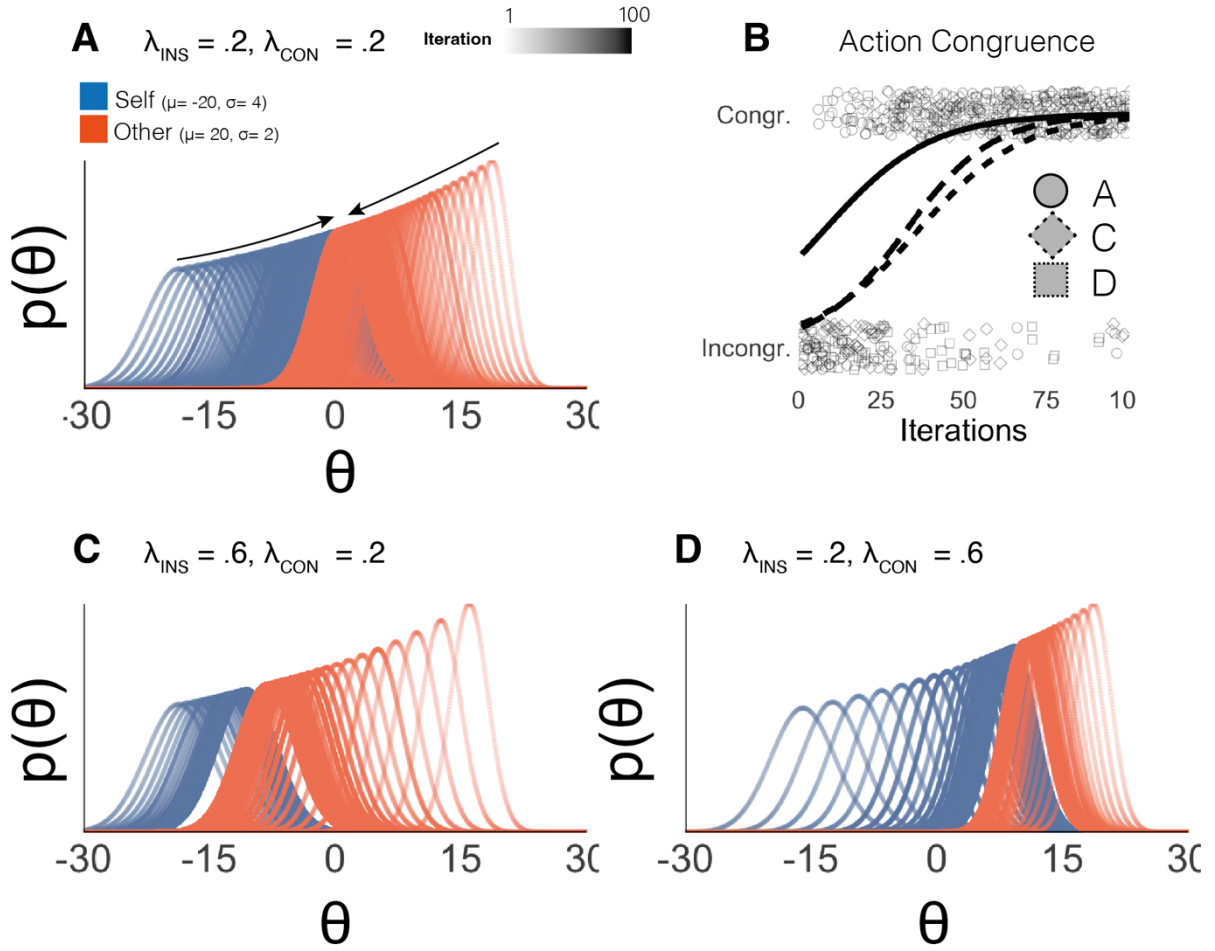 A λINS = .2, λCON = .2
Iteration 1 100
Self (μ= -20, σ= 4)
Other (μ= 20, σ= 2)
p(θ)
-30 -15 0 15 30
θ
B Action Congruence
Congr.
A
C
D
Incongr.
0 25 50 75 10
Iterations
C λINS = .6, λCON = .2
p(θ)
-30 -15 0 15 30
θ
D λINS = .2, λCON = .6
p(θ)
-30 -15 0 15 30
θ